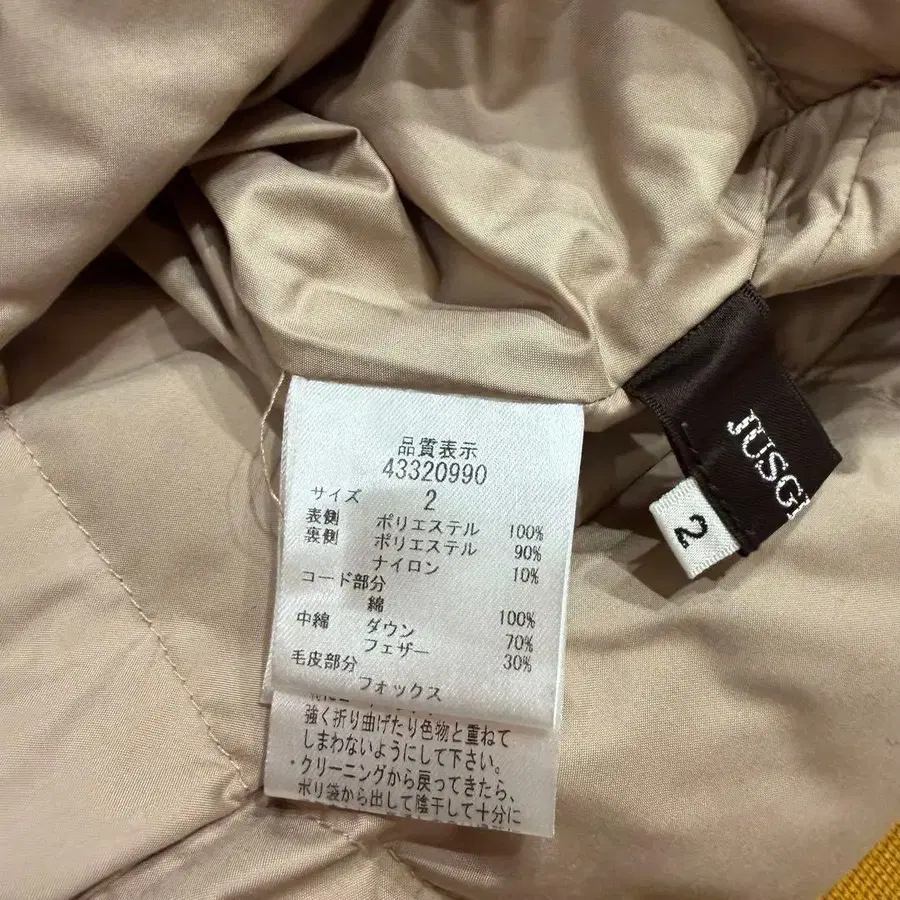 品質表示
43320990
サイズ 2
表側 ポリエステル 100%
裏側 ポリエステル 90%
ナイロン 10%
コード部分
綿 100%
中綿 ダウン 70%
フェザー 30%
毛皮部分
フォックス
強く折り曲げたり色物と重ねて
しまわないようにして下さい。
・クリーニングから戻ってきたら、
ポリ袋から出して陰干して十分に
JUSGL
2